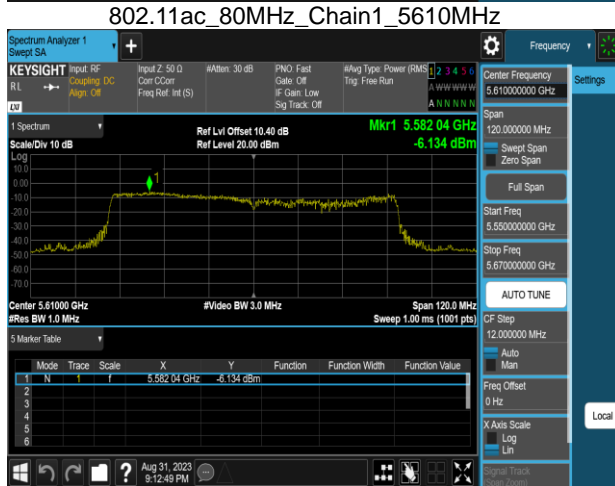 802.11ac_80MHz_Chain1_5610MHz
Spectrum Analyzer 1
Swept SA
Frequency
KEYSIGHT
Input: RF
Input Z: 50 Ω
#Atten: 30 dB
PNO: Fast
#Avg Type: Power (RMS
1 2 3 4 5 6
R L
Coupling: DC
Corr CCorr
Gate: Off
Trig: Free Run
A W W W W W
Align: Off
Freq Ref: Int (S)
IF Gain: Low
Sig Track: Off
A N N N N N
LXI
Center Frequency
5.610000000 GHz
Settings
1 Spectrum
Ref Lvl Offset 10.40 dB
Mkr1 5.582 04 GHz
Scale/Div 10 dB
Ref Level 20.00 dBm
-6.134 dBm
Log
10.0
0.00
-10.0
-20.0
-30.0
-40.0
-50.0
-60.0
-70.0
1
Center 5.61000 GHz
#Video BW 3.0 MHz
Span 120.0 MHz
#Res BW 1.0 MHz
Sweep 1.00 ms (1001 pts)
Span
120.000000 MHz
Swept Span
Zero Span
Full Span
Start Freq
5.550000000 GHz
Stop Freq
5.670000000 GHz
AUTO TUNE
CF Step
12.000000 MHz
Auto
Man
Freq Offset
0 Hz
X Axis Scale
Log
Lin
Signal Track
(Span Zoom)
Local
5 Marker Table
Mode Trace Scale X Y Function Function Width Function Value
1 N 1 f 5.582 04 GHz -6.134 dBm
2
3
4
5
6
?
Aug 31, 2023
9:12:49 PM